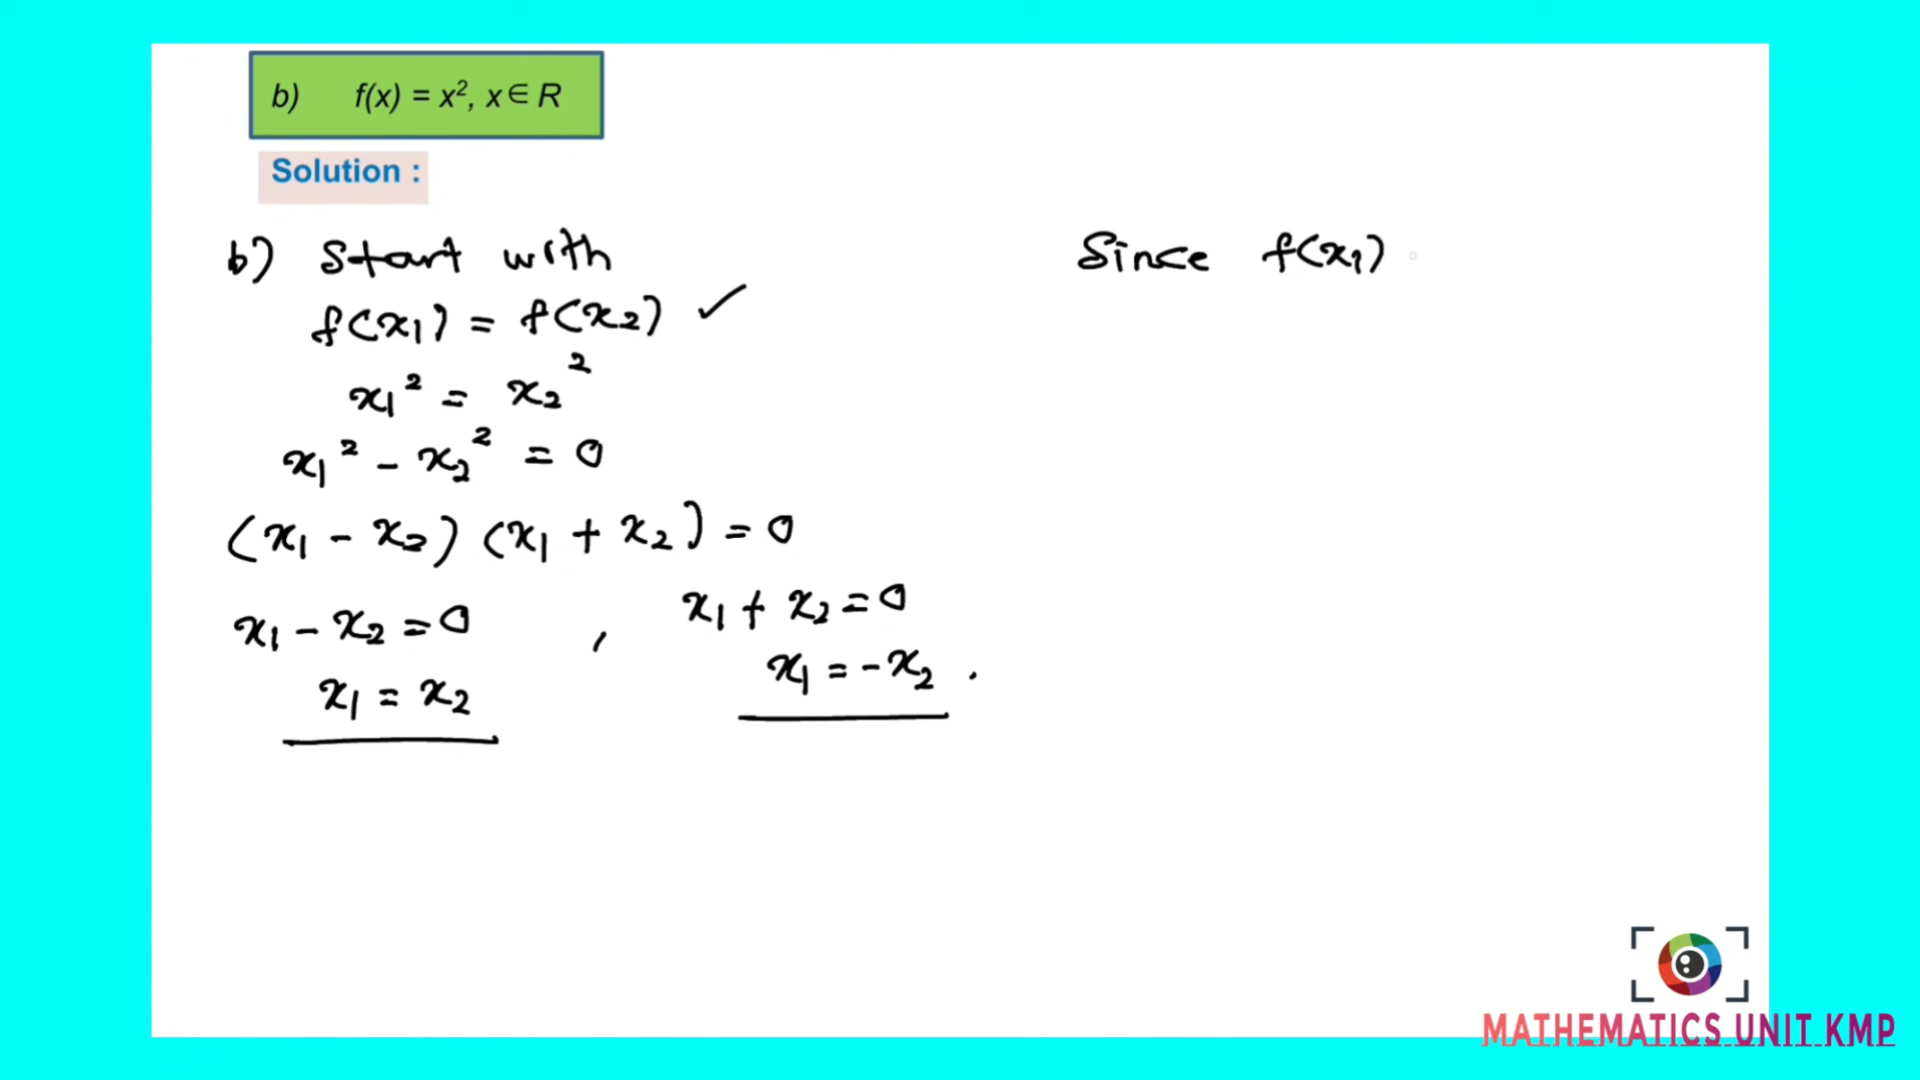 b) f(x) = x², x ∈ R
Solution :
b) Start with
f(x₁) = f(x₂) ✓
x₁² = x₂²
x₁² - x₂² = 0
(x₁ - x₂) (x₁ + x₂) = 0
x₁ - x₂ = 0 , x₁ + x₂ = 0
x₁ = x₂ x₁ = -x₂ .
Since f(x₁)
MATHEMATICS UNIT KMP